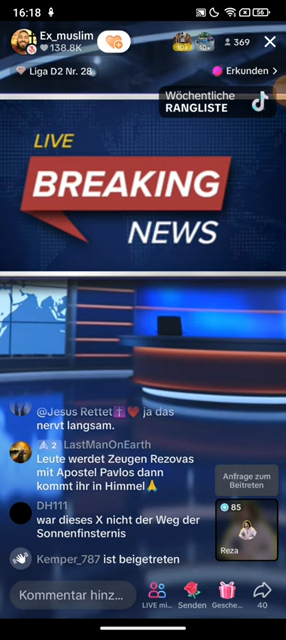 16:18
56
Ex_muslim
138.8K
369
Liga D2 Nr. 28
Erkunden >
Wöchentliche
RANGLISTE
LIVE
BREAKING
NEWS
@Jesus Rettet✝️❤️ ja das
nervt langsam.
2 LastManOnEarth
Leute werdet Zeugen Rezovas
mit Apostel Pavlos dann
kommt ihr in Himmel🙏
Anfrage zum
Beitreten
DH111
war dieses X nicht der Weg der
Sonnenfinsternis
85
Reza
Kemper_787 ist beigetreten
Kommentar hinz...
LIVE mi...
Senden
Gesche...
40